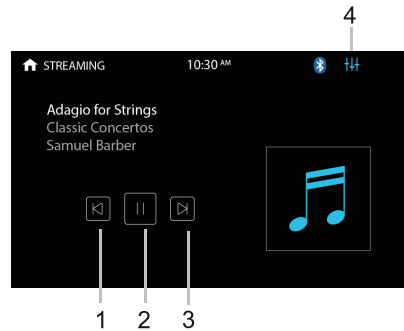 4
STREAMING 10:30 AM
Adagio for Strings
Classic Concertos
Samuel Barber
1 2 3